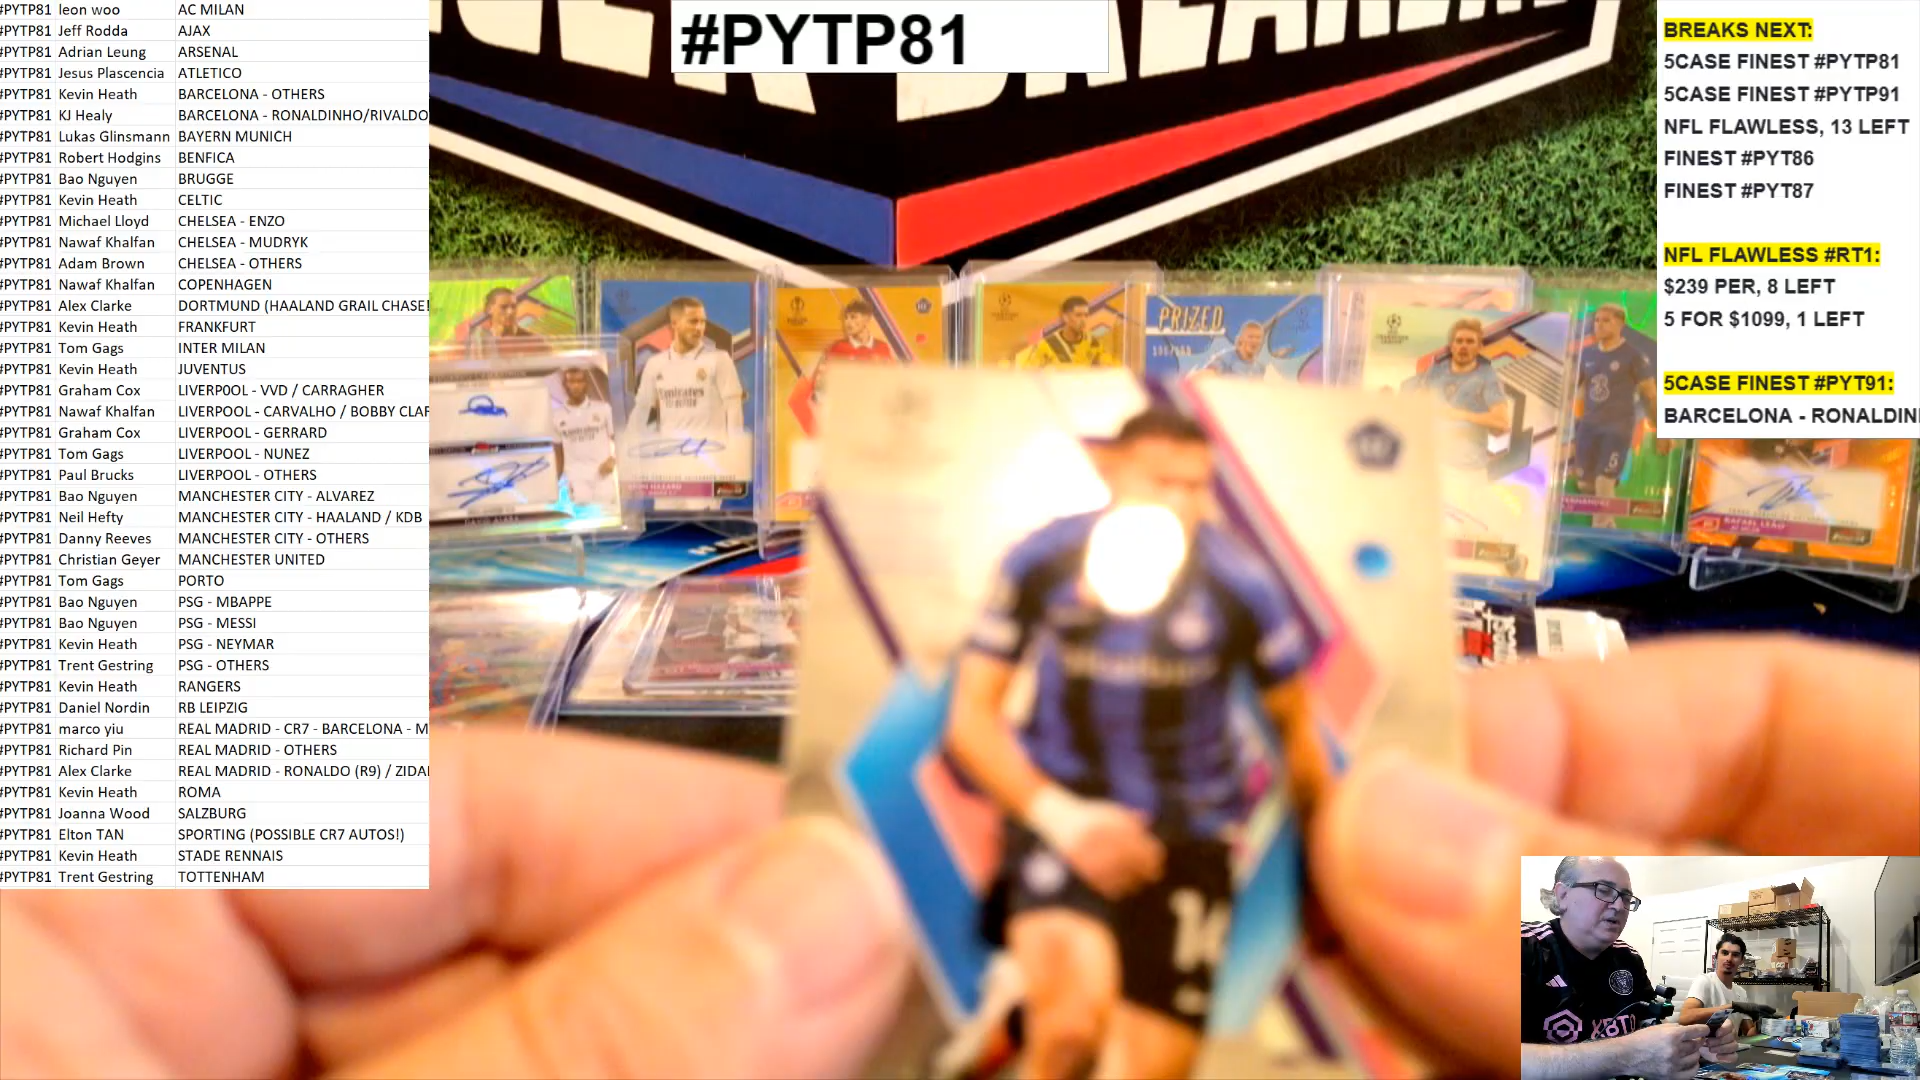 #PYTP81 leon woo AC MILAN
#PYTP81 Jeff Rodda AJAX
#PYTP81 Adrian Leung ARSENAL
#PYTP81 Jesus Plascencia ATLETICO
#PYTP81 Kevin Heath BARCELONA - OTHERS
#PYTP81 KJ Healy BARCELONA - RONALDINHO/RIVALDO
#PYTP81 Lukas Glinsmann BAYERN MUNICH
#PYTP81 Robert Hodgins BENFICA
#PYTP81 Bao Nguyen BRUGGE
#PYTP81 Kevin Heath CELTIC
#PYTP81 Michael Lloyd CHELSEA - ENZO
#PYTP81 Nawaf Khalfan CHELSEA - MUDRYK
#PYTP81 Adam Brown CHELSEA - OTHERS
#PYTP81 Nawaf Khalfan COPENHAGEN
#PYTP81 Alex Clarke DORTMUND (HAALAND GRAIL CHASE!
#PYTP81 Kevin Heath FRANKFURT
#PYTP81 Tom Gags INTER MILAN
#PYTP81 Kevin Heath JUVENTUS
#PYTP81 Graham Cox LIVERP0OL - VVD / CARRAGHER
#PYTP81 Nawaf Khalfan LIVERPOOL - CARVALHO / BOBBY CLAR
#PYTP81 Graham Cox LIVERPOOL - GERRARD
#PYTP81 Tom Gags LIVERPOOL - NUNEZ
#PYTP81 Paul Brucks LIVERPOOL - OTHERS
#PYTP81 Bao Nguyen MANCHESTER CITY - ALVAREZ
#PYTP81 Neil Hefty MANCHESTER CITY - HAALAND / KDB
#PYTP81 Danny Reeves MANCHESTER CITY - OTHERS
#PYTP81 Christian Geyer MANCHESTER UNITED
#PYTP81 Tom Gags PORTO
#PYTP81 Bao Nguyen PSG - MBAPPE
#PYTP81 Bao Nguyen PSG - MESSI
#PYTP81 Kevin Heath PSG - NEYMAR
#PYTP81 Trent Gestring PSG - OTHERS
#PYTP81 Kevin Heath RANGERS
#PYTP81 Daniel Nordin RB LEIPZIG
#PYTP81 marco yiu REAL MADRID - CR7 - BARCELONA - M
#PYTP81 Richard Pin REAL MADRID - OTHERS
#PYTP81 Alex Clarke REAL MADRID - RONALDO (R9) / ZIDA
#PYTP81 Kevin Heath ROMA
#PYTP81 Joanna Wood SALZBURG
#PYTP81 Elton TAN SPORTING (POSSIBLE CR7 AUTOS!)
#PYTP81 Kevin Heath STADE RENNAIS
#PYTP81 Trent Gestring TOTTENHAM
#PYTP81
PRIZED
RAFAEL LEÃO
14
BREAKS NEXT:
5CASE FINEST #PYTP81
5CASE FINEST #PYTP91
NFL FLAWLESS, 13 LEFT
FINEST #PYT86
FINEST #PYT87
NFL FLAWLESS #RT1:
$239 PER, 8 LEFT
5 FOR $1099, 1 LEFT
5CASE FINEST #PYT91:
BARCELONA - RONALDINI